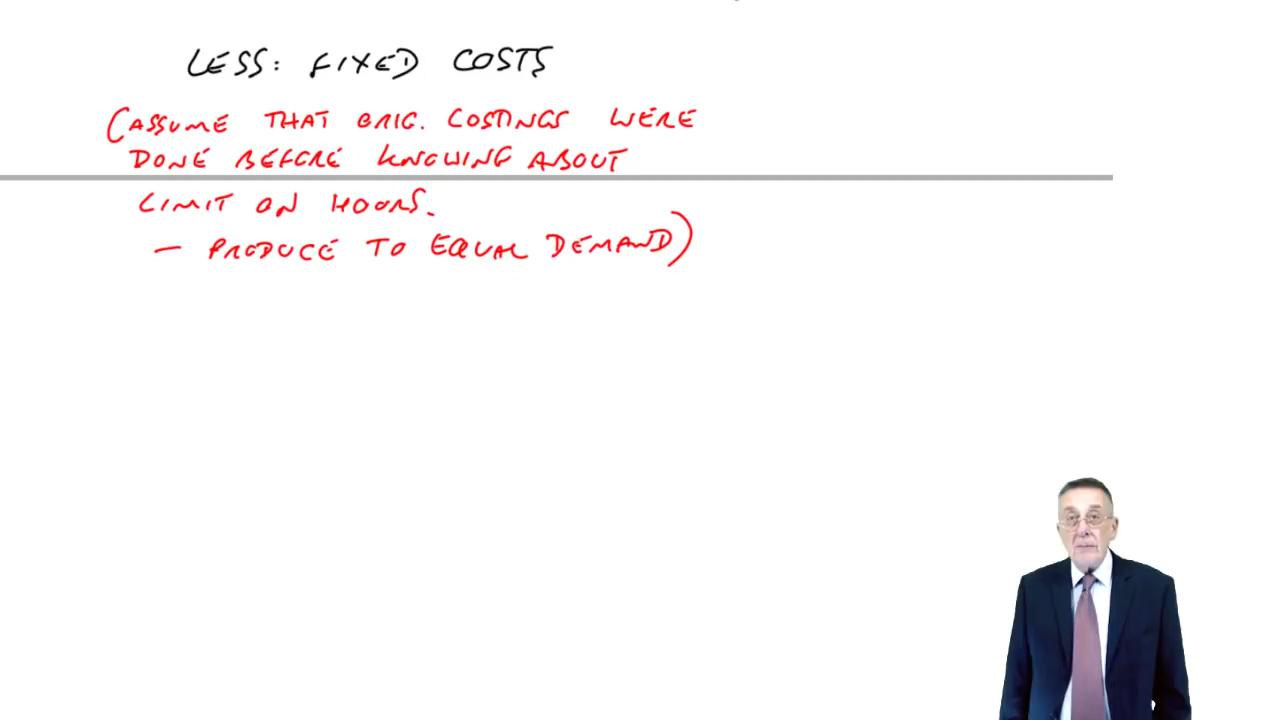 LESS: FIXED COSTS
(ASSUME THAT ORIG. COSTINGS WERE
DONE BEFORE KNOWING ABOUT
LIMIT ON HOURS.
— PRODUCE TO EQUAL DEMAND)